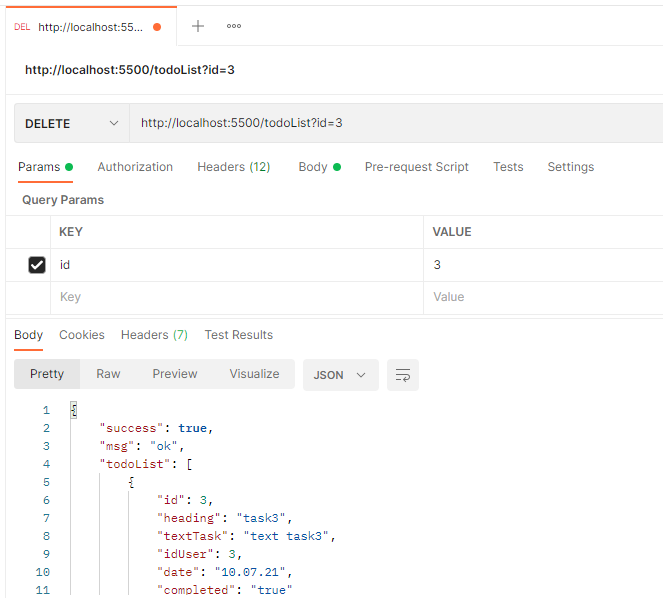 DEL http://localhost:55...
http://localhost:5500/todoList?id=3
DELETE http://localhost:5500/todoList?id=3
Params Authorization Headers (12) Body Pre-request Script Tests Settings
Query Params
KEY VALUE
id 3
Key Value
Body Cookies Headers (7) Test Results
Pretty Raw Preview Visualize JSON
1 {
2 "success": true,
3 "msg": "ok",
4 "todoList": [
5 {
6 "id": 3,
7 "heading": "task3",
8 "textTask": "text task3",
9 "idUser": 3,
10 "date": "10.07.21",
11 "completed": "true"